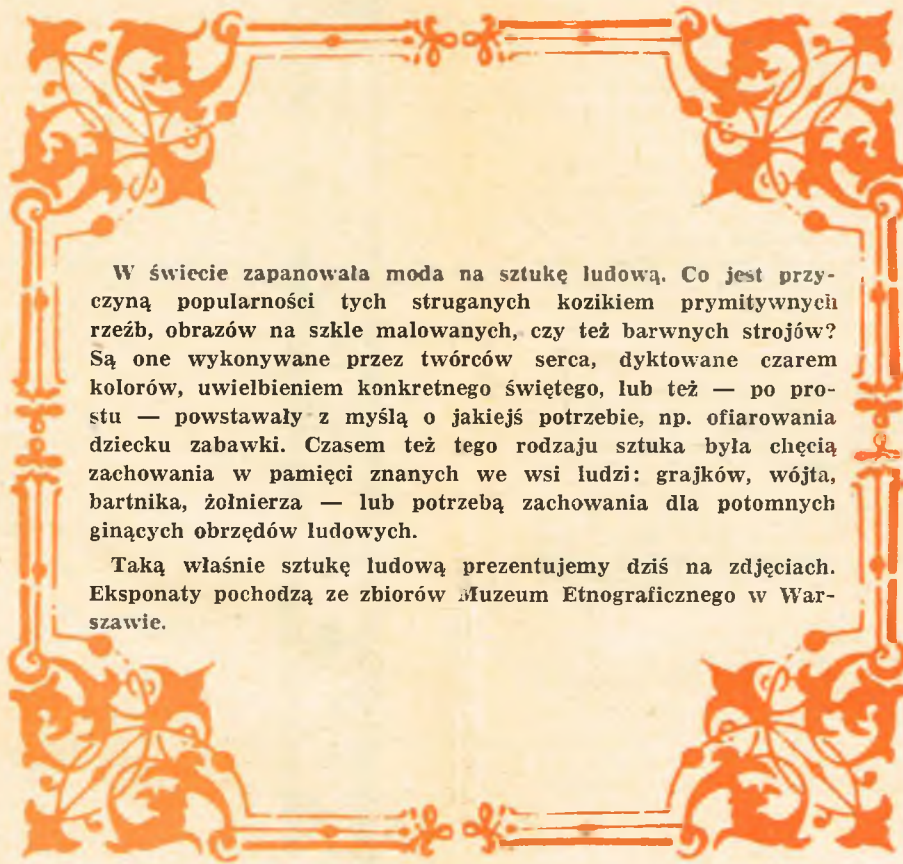 W świecie zapanowała moda na sztukę ludową. Co jest przy-
czyną popularności tych struganych kozikiem prymitywnych
rzeźb, obrazów na szkle malowanych, czy też barwnych strojów?
Są one wykonywane przez twórców serca, dyktowane czarem
kolorów, uwielbieniem konkretnego świętego, lub też — po pro-
stu — powstawały z myślą o jakiejś potrzebie, np. ofiarowania
dziecku zabawki. Czasem też tego rodzaju sztuka była chęcią
zachowania w pamięci znanych we wsi ludzi: grajków, wójta,
bartnika, żołnierza — lub potrzebą zachowania dla potomnych
ginących obrzędów ludowych.
Taką właśnie sztukę ludową prezentujemy dziś na zdjęciach.
Eksponaty pochodzą ze zbiorów Muzeum Etnograficznego w War-
szawie.